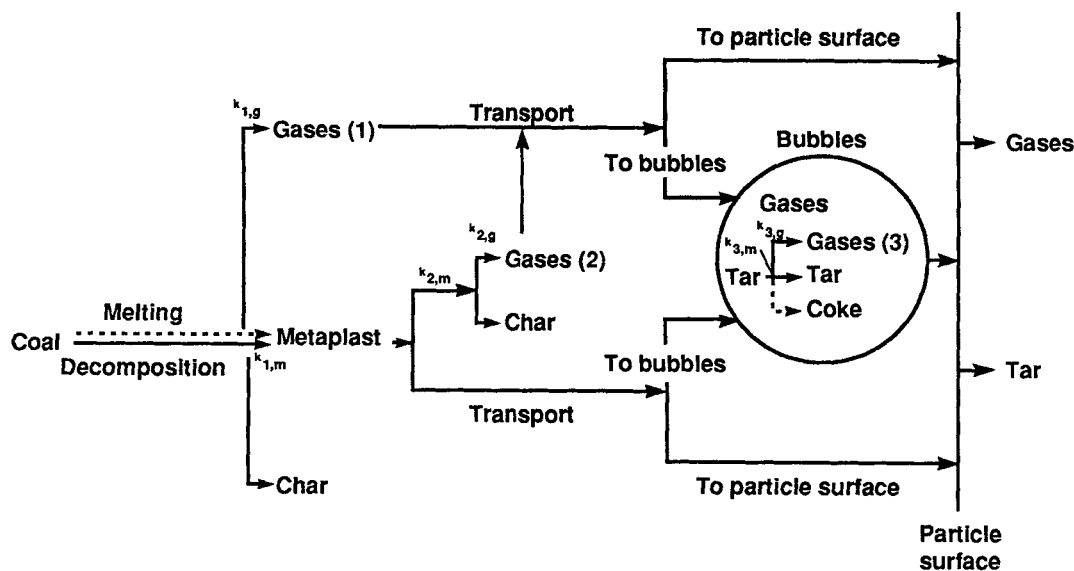 To particle surface
k1,g
Gases (1)
Transport
To bubbles
Bubbles
Gases
Gases
k3,g
k3,m
Gases (3)
Tar
Tar
Coke
k2,g
Gases (2)
k2,m
Char
Melting
Coal
Metaplast
Decomposition
k1,m
To bubbles
Tar
Transport
Char
To particle surface
Particle
surface